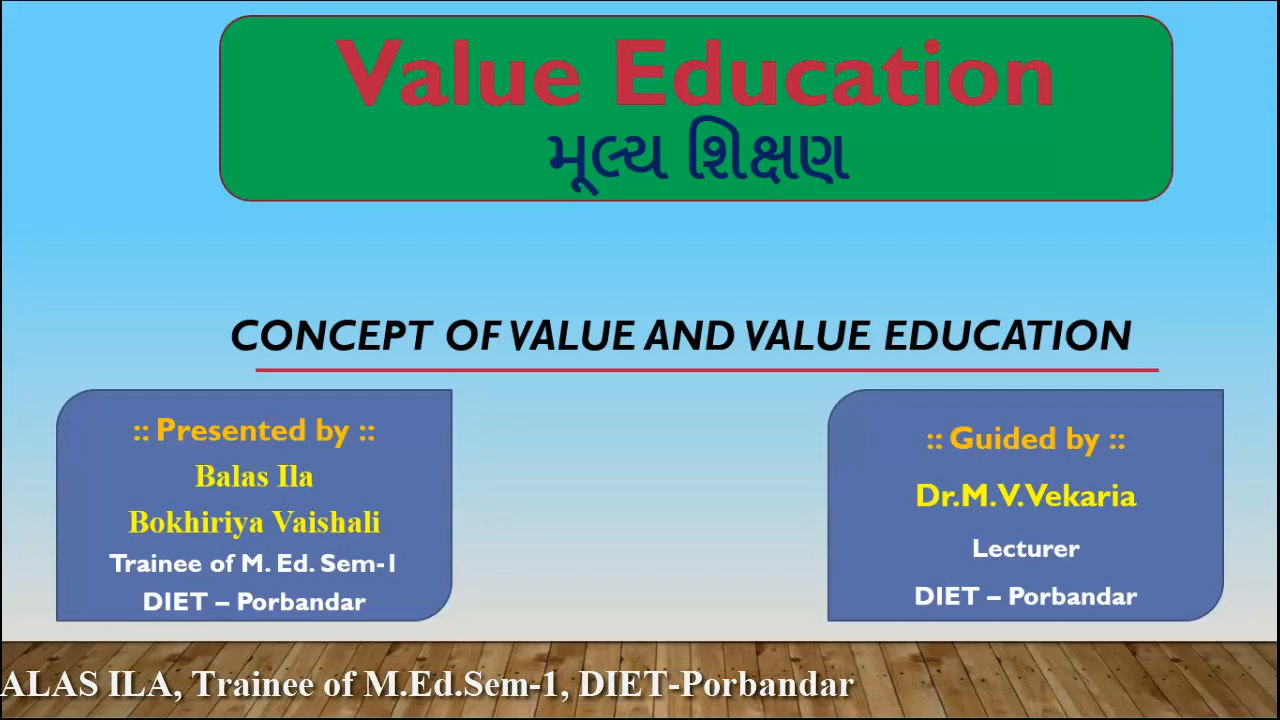 Value Education
મૂલ્ય શિક્ષણ
CONCEPT OF VALUE AND VALUE EDUCATION
:: Presented by ::
Balas Ila
Bokhiriya Vaishali
Trainee of M. Ed. Sem-1
DIET – Porbandar
:: Guided by ::
Dr.M.V.Vekaria
Lecturer
DIET – Porbandar
ALAS ILA, Trainee of M.Ed.Sem-1, DIET-Porbandar